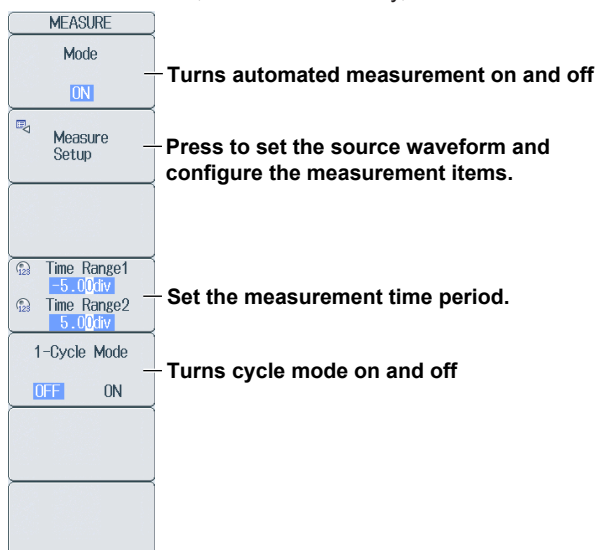 MEASURE
Mode
ON
Turns automated measurement on and off
Measure
Setup
Press to set the source waveform and
configure the measurement items.
Time Range1
-5.00div
Time Range2
5.00div
Set the measurement time period.
1-Cycle Mode
OFF ON
Turns cycle mode on and off